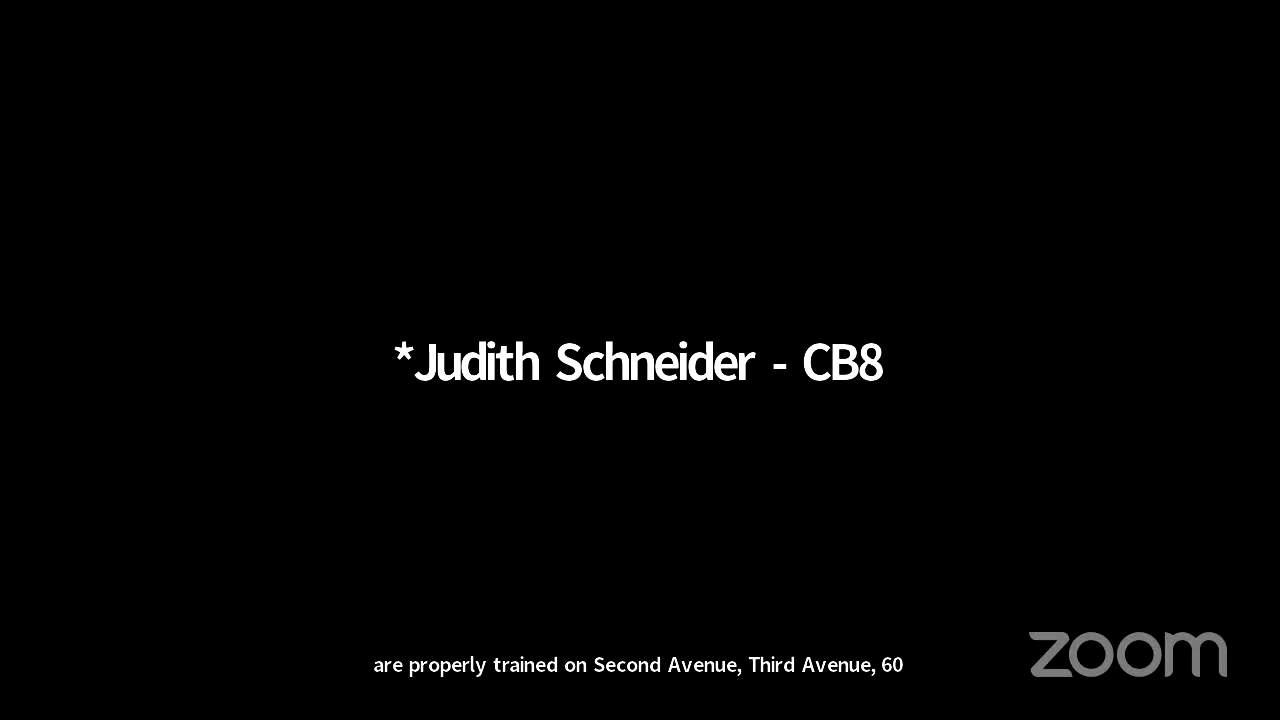 *Judith Schneider - CB8
are properly trained on Second Avenue, Third Avenue, 60
zoom